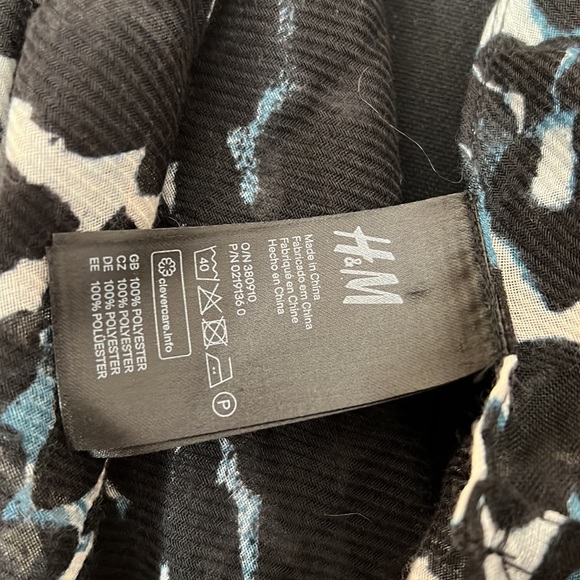 H&M
Made in China
Fabricado em China
Fabriqué en Chine
Hecho en China
O/N 380910
P/N 0219136 0
40
P
clevercare.info
GB 100% POLYESTER
CZ 100% POLYESTER
DE 100% POLYESTER
EE 100% POLÜESTER